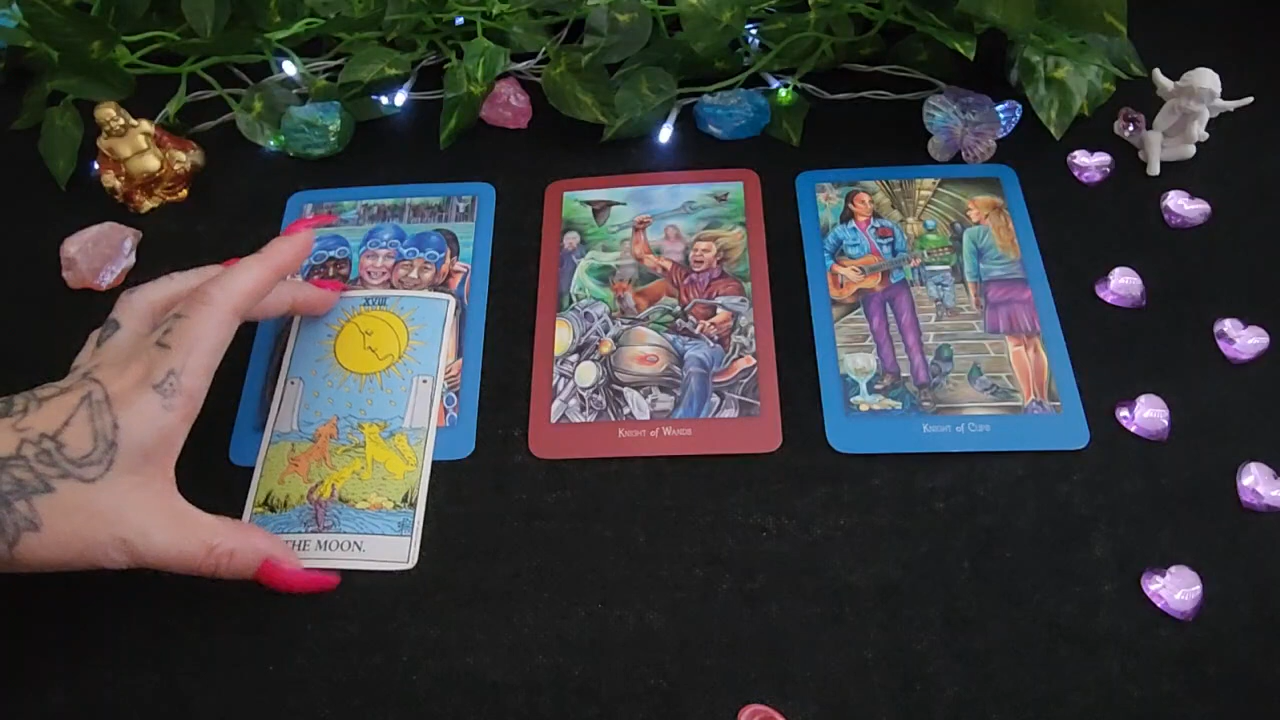 XVIII
THE MOON.
KNIGHT of WANDS
KNIGHT of CUPS